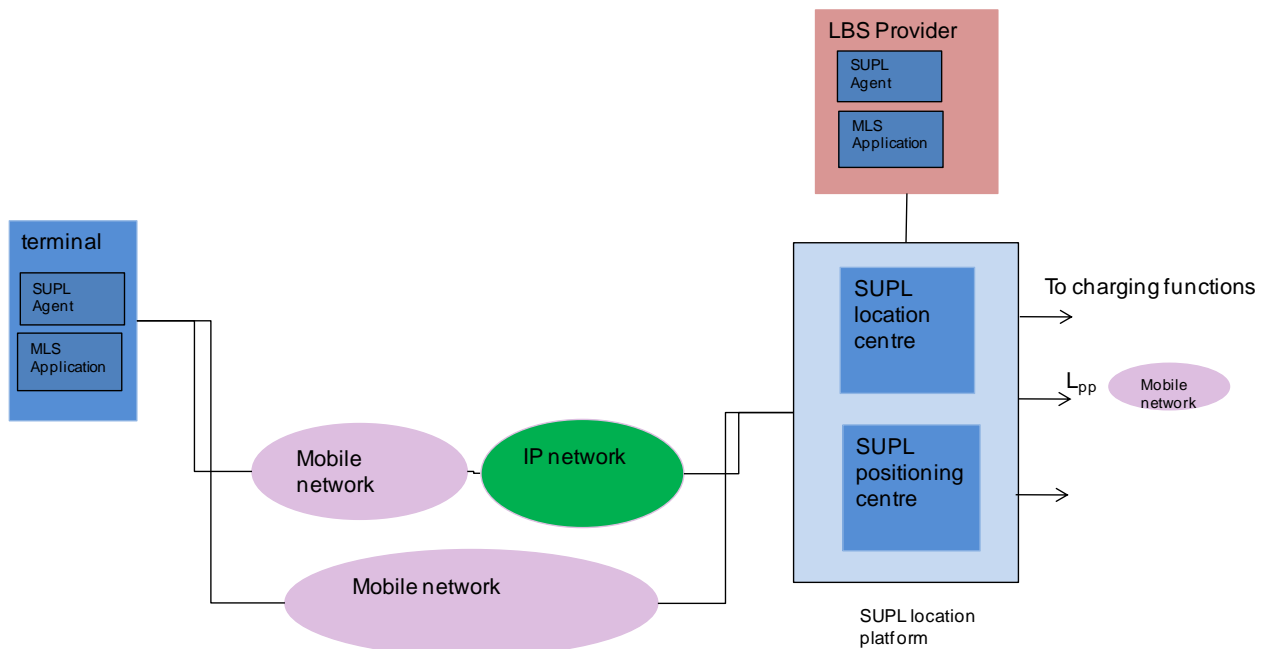 LBS Provider
SUPL
Agent
MLS
Application
terminal
SUPL
Agent
MLS
Application
SUPL
location
centre
To charging functions
Lpp
Mobile
network
Mobile
network
IP network
SUPL
positioning
centre
Mobile network
SUPL location
platform